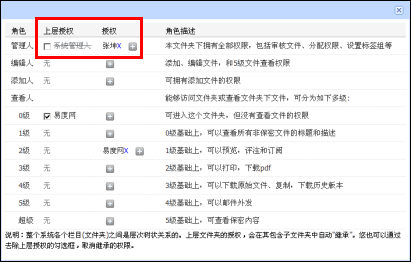 角色 上层授权 授权 角色描述
管理人 系统管理人 张坤X 本文件夹下拥有全部权限，包括审核文件、分配权限、设置标签组等
编辑人 无 添加、编辑文件，和5级文件查看权限
添加人 无 可拥有添加文件的权限
查看人 能够访问文件夹或查看文件夹下文件，可分为如下多级：
0级 易度网 可进入这个文件夹，但没有查看文件的权限
1级 无 0级基础上，可以查看所有非保密文件的标题和描述
2级 无 易度网X 1级基础上，可以预览，评注和订阅
3级 无 2级基础上，可以打印，下载pdf
4级 无 3级基础上，可以下载原始文件、复制，下载历史版本
5级 无 4级基础上，可以邮件外发
超级 无 5级基础上，可查看保密内容
说明：整个系统各个栏目(文件夹)之间是层次树状关系的。上层文件夹的授权，会在其包含子文件夹中自动“继承”。您也可以通过
去除上层授权的勾选框，取消继承的权限。